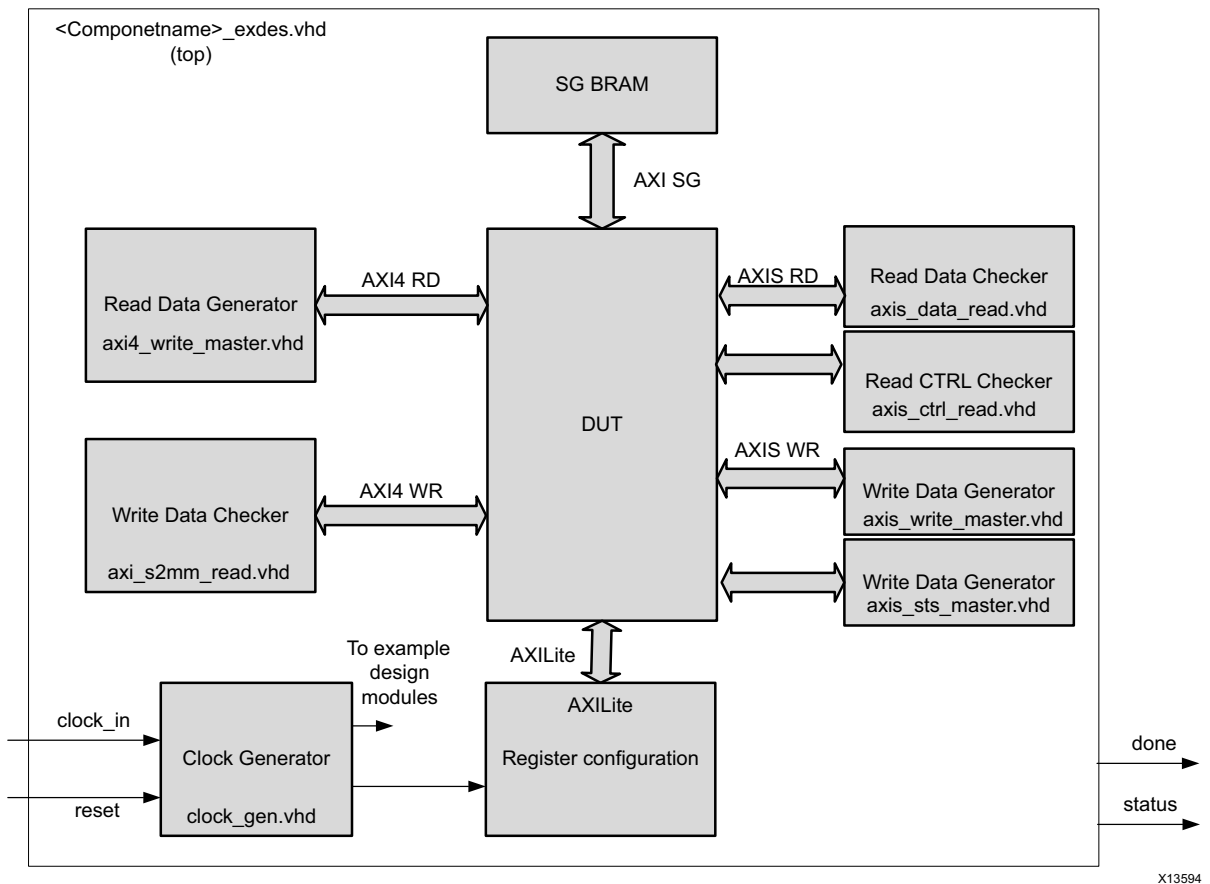 <Componetname>_exdes.vhd
(top)
SG BRAM
AXI SG
Read Data Generator
axi4_write_master.vhd
AXI4 RD
AXIS RD
Read Data Checker
axis_data_read.vhd
Read CTRL Checker
axis_ctrl_read.vhd
DUT
Write Data Checker
axi_s2mm_read.vhd
AXI4 WR
AXIS WR
Write Data Generator
axis_write_master.vhd
Write Data Generator
axis_sts_master.vhd
AXILite
To example
design
modules
clock_in
reset
Clock Generator
clock_gen.vhd
AXILite
Register configuration
done
status
X13594